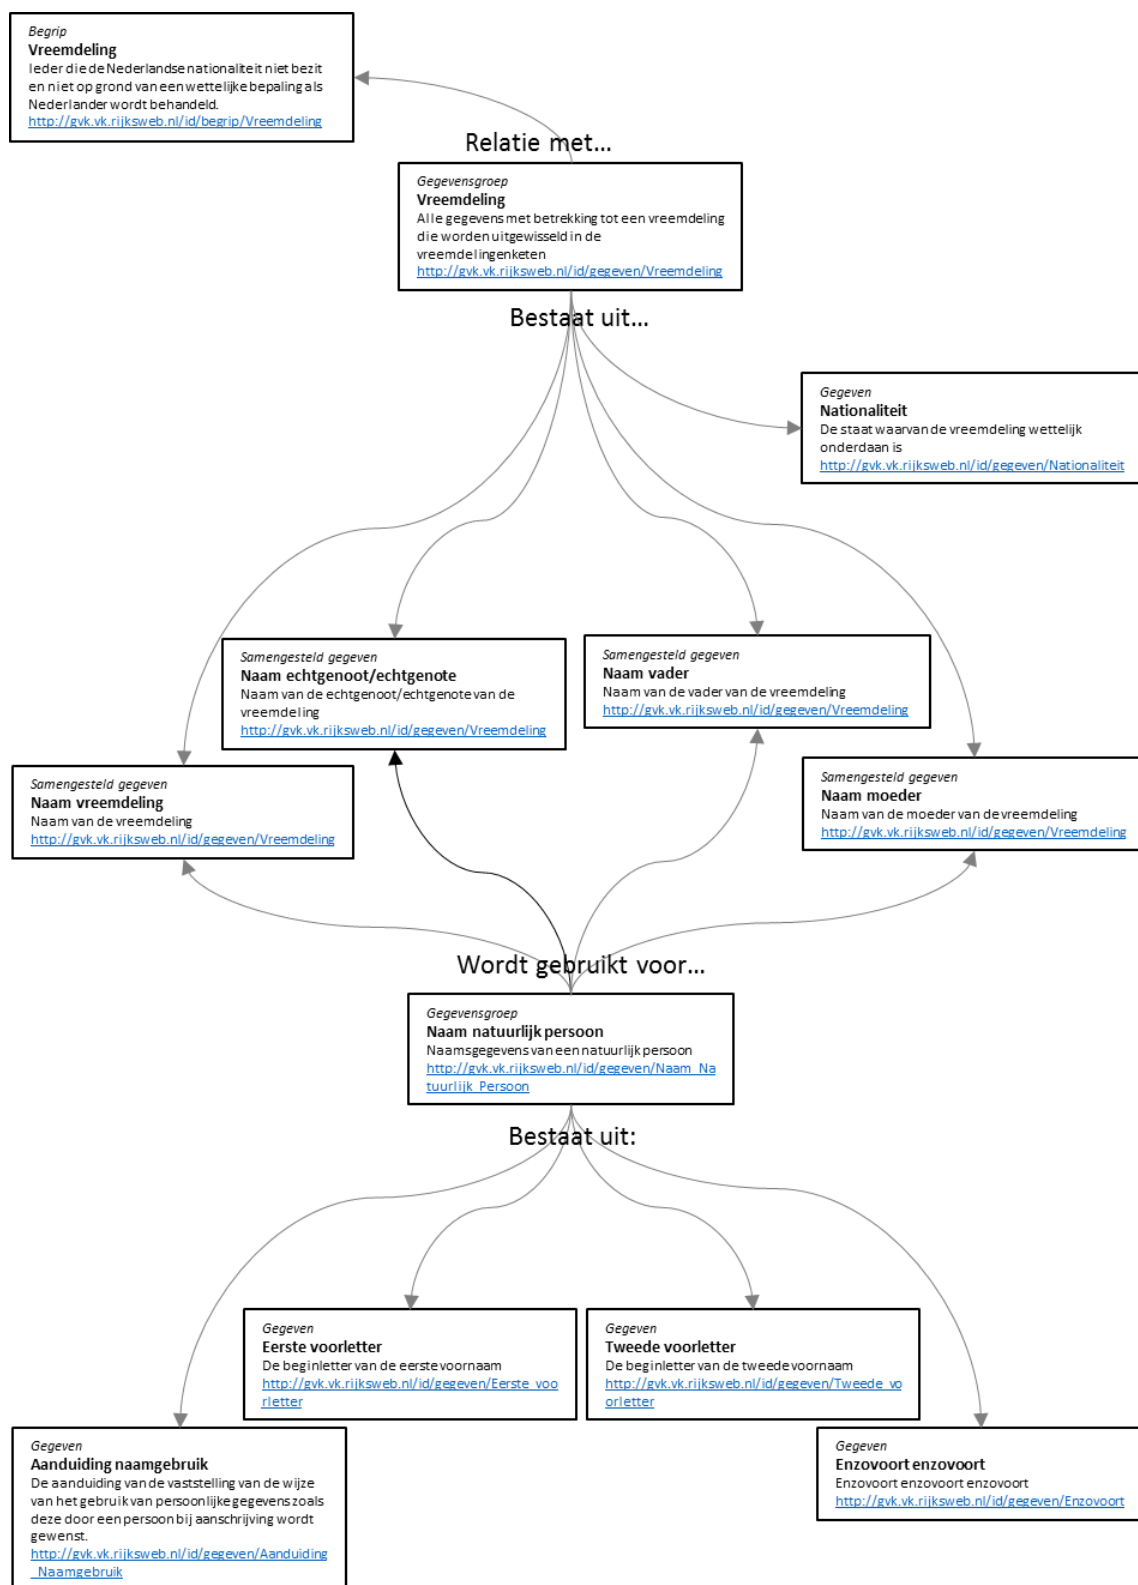 Begrip
Vreemdeling
Ieder die de Nederlandse nationaliteit niet bezit
en niet op grond van een wettelijke bepaling als
Nederlander wordt behandeld.
http://gvk.vk.rijksweb.nl/id/begrip/Vreemdeling
Relatie met...
Gegevensgroep
Vreemdeling
Alle gegevens met betrekking tot een vreemdeling
die worden uitgewisseld in de
vreemdelingenketen
http://gvk.vk.rijksweb.nl/id/gegeven/Vreemdeling
Bestaat uit...
Gegeven
Nationaliteit
De staat waarvan de vreemdeling wettelijk
onderdaan is
http://gvk.vk.rijksweb.nl/id/gegeven/Nationaliteit
Samengesteld gegeven
Naam echtgenoot/echtgenote
Naam van de echtgenoot/echtgenote van de
vreemdeling
http://gvk.vk.rijksweb.nl/id/gegeven/Vreemdeling
Samengesteld gegeven
Naam vader
Naam van de vader van de vreemdeling
http://gvk.vk.rijksweb.nl/id/gegeven/Vreemdeling
Samengesteld gegeven
Naam vreemdeling
Naam van de vreemdeling
http://gvk.vk.rijksweb.nl/id/gegeven/Vreemdeling
Samengesteld gegeven
Naam moeder
Naam van de moeder van de vreemdeling
http://gvk.vk.rijksweb.nl/id/gegeven/Vreemdeling
Wordt gebruikt voor...
Gegevensgroep
Naam natuurlijk persoon
Naamsgegevens van een natuurlijk persoon
http://gvk.vk.rijksweb.nl/id/gegeven/Naam_Na
tuurlijk_Persoon
Bestaat uit:
Gegeven
Eerste voorletter
De beginletter van de eerste voornaam
http://gvk.vk.rijksweb.nl/id/gegeven/Eerste_voo
rletter
Gegeven
Tweede voorletter
De beginletter van de tweede voornaam
http://gvk.vk.rijksweb.nl/id/gegeven/Tweede_vo
orletter
Gegeven
Aanduiding naamgebruik
De aanduiding van de vaststelling van de wijze
van het gebruik van persoonlijke gegevens zoals
deze door een persoon bij aanschrijving wordt
gewenst.
http://gvk.vk.rijksweb.nl/id/gegeven/Aanduiding
_Naamgebruik
Gegeven
Enzovoort enzovoort
Enzovoort enzovoort enzovoort
http://gvk.vk.rijksweb.nl/id/gegeven/Enzovoort